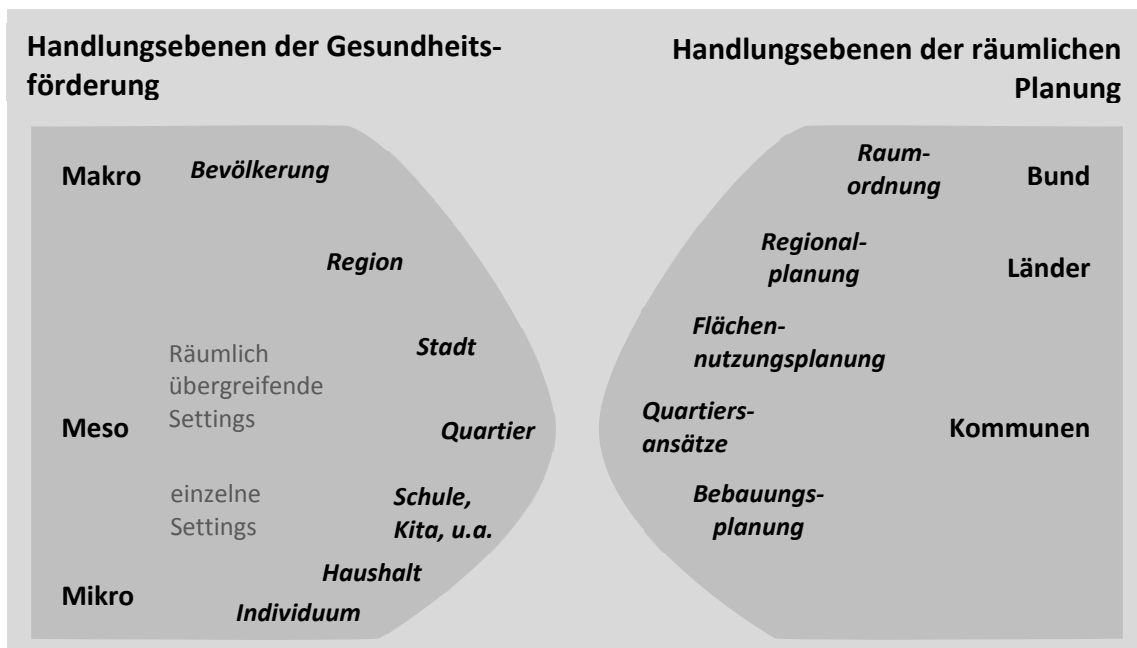 Handlungsebenen der Gesundheits-
förderung
Makro
Bevölkerung
Region
Räumlich
übergreifende
Settings
Stadt
Meso
Quartier
einzelne
Settings
Schule,
Kita, u.a.
Haushalt
Mikro
Individuum
Handlungsebenen der räumlichen
Planung
Raum-
ordnung
Bund
Regional-
planung
Länder
Flächen-
nutzungsplanung
Quartiers-
ansätze
Kommunen
Bebauungs-
planung